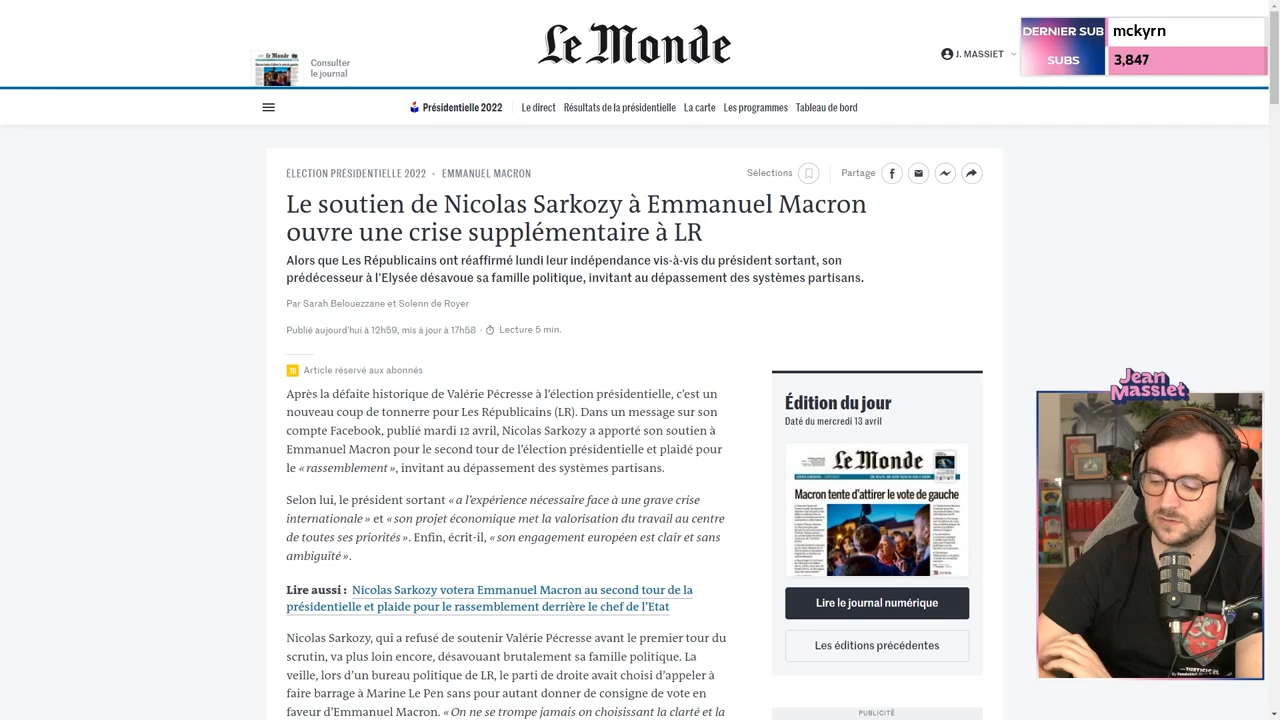 Le Monde
DERNIER SUB
mckyrn
SUBS
3,847
Consulter
le journal
J. MASSIET
Présidentielle 2022
Le direct
Résultats de la présidentielle
La carte
Les programmes
Tableau de bord
ÉLECTION PRÉSIDENTIELLE 2022 • EMMANUEL MACRON
Sélections
Partage
Le soutien de Nicolas Sarkozy à Emmanuel Macron
ouvre une crise supplémentaire à LR
Alors que Les Républicains ont réaffirmé lundi leur indépendance vis-à-vis du président sortant, son
prédécesseur à l'Elysée désavoue sa famille politique, invitant au dépassement des systèmes partisans.
Par Sarah Belouezzane et Solenn de Royer
Publié aujourd'hui à 12h59, mis à jour à 17h58 · Lecture 5 min.
Article réservé aux abonnés
Après la défaite historique de Valérie Pécresse à l'élection présidentielle, c'est un
nouveau coup de tonnerre pour Les Républicains (LR). Dans un message sur son
compte Facebook, publié mardi 12 avril, Nicolas Sarkozy a apporté son soutien à
Emmanuel Macron pour le second tour de l'élection présidentielle et plaidé pour
le « rassemblement », invitant au dépassement des systèmes partisans.
Selon lui, le président sortant « a l'expérience nécessaire face à une grave crise
internationale » et « son projet économique met la valorisation du travail au centre
de toutes ses priorités ». Enfin, écrit-il, « son engagement européen est clair et sans
ambiguïté ».
Lire aussi : Nicolas Sarkozy votera Emmanuel Macron au second tour de la
présidentielle et plaide pour le rassemblement derrière le chef de l'Etat
Nicolas Sarkozy, qui a refusé de soutenir Valérie Pécresse avant le premier tour du
scrutin, va plus loin encore, désavouant brutalement sa famille politique. La
veille, lors d'un bureau politique de LR, le parti de droite avait choisi d'appeler à
faire barrage à Marine Le Pen sans pour autant donner de consigne de vote en
faveur d'Emmanuel Macron. « On ne se trompe jamais en choisissant la clarté et la
Édition du jour
Daté du mercredi 13 avril
Le Monde
Macron tente d'attirer le vote de gauche
Lire le journal numérique
Les éditions précédentes
PUBLICITÉ
Jean
Massiet